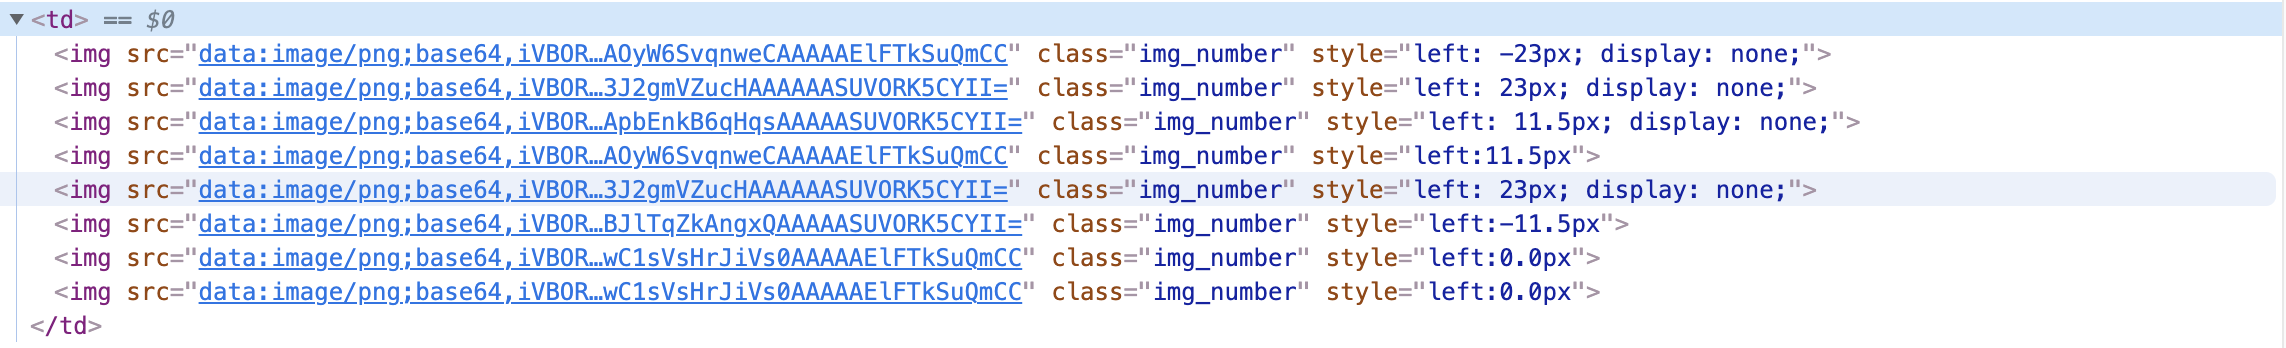 ▼<td> == $0
<img src="data:image/png;base64,iVBOR…AOyW6SvqnweCAAAAAElFTkSuQmCC" class="img_number" style="left: -23px; display: none;">
<img src="data:image/png;base64,iVBOR…3J2gmVZucHAAAAAASUVORK5CYII=" class="img_number" style="left: 23px; display: none;">
<img src="data:image/png;base64,iVBOR…ApbEnkB6qHqsAAAAASUVORK5CYII=" class="img_number" style="left: 11.5px; display: none;">
<img src="data:image/png;base64,iVBOR…AOyW6SvqnweCAAAAAElFTkSuQmCC" class="img_number" style="left:11.5px">
<img src="data:image/png;base64,iVBOR…3J2gmVZucHAAAAAASUVORK5CYII=" class="img_number" style="left: 23px; display: none;">
<img src="data:image/png;base64,iVBOR…BJlTqZkAngxQAAAAASUVORK5CYII=" class="img_number" style="left:-11.5px">
<img src="data:image/png;base64,iVBOR…wC1sVsHrJiVs0AAAAAElFTkSuQmCC" class="img_number" style="left:0.0px">
<img src="data:image/png;base64,iVBOR…wC1sVsHrJiVs0AAAAAElFTkSuQmCC" class="img_number" style="left:0.0px">
</td>